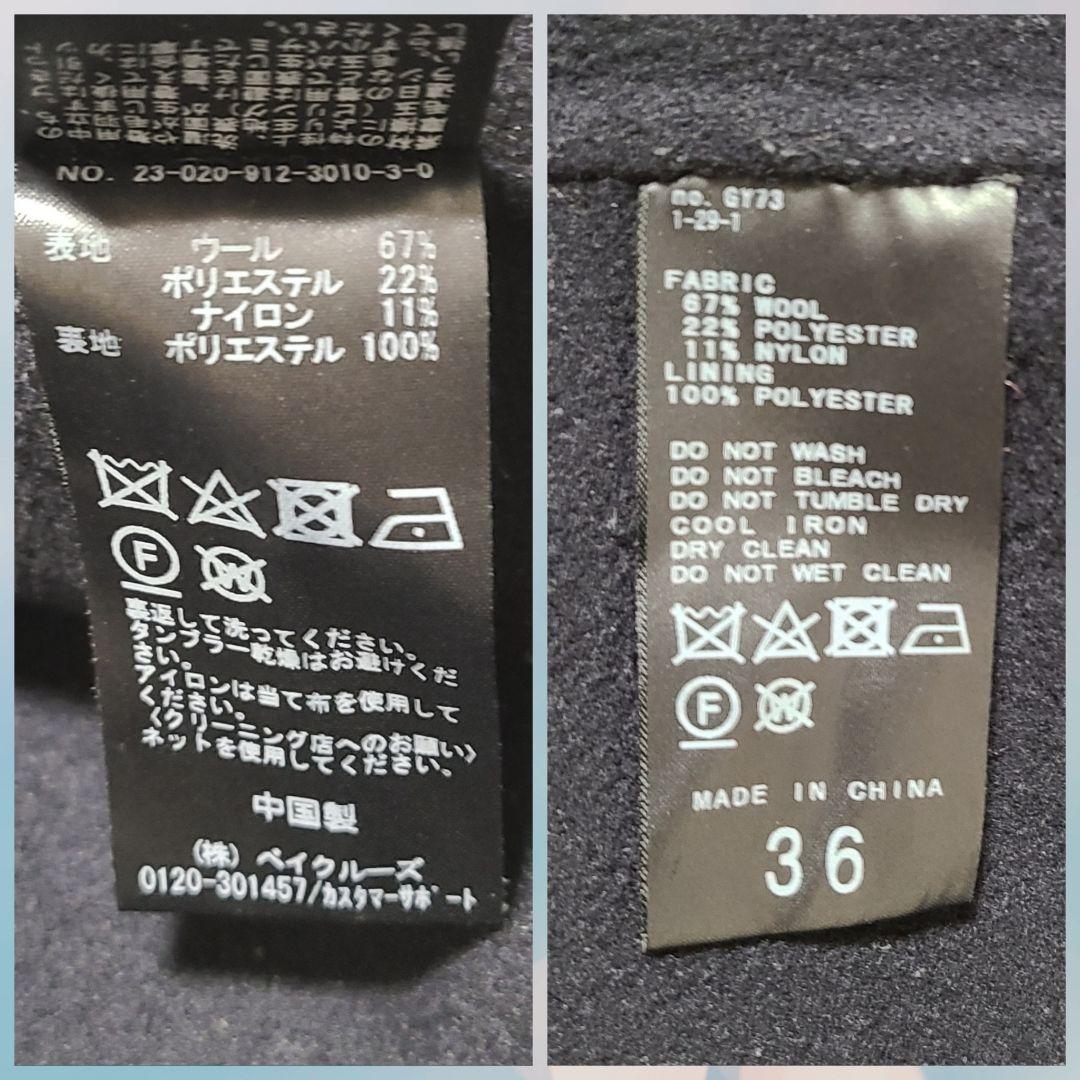 NO. 23-020-912-3010-3-0
表地 ウール 67%
ポリエステル 22%
ナイロン 11%
裏地 ポリエステル 100%
F
W
裏返して洗ってください。
タンブラー乾燥はお避けくだ
さい。
アイロンは当て布を使用して
ください。
〈クリーニング店へのお願い〉
ネットを使用してください。
中国製
(株) ベイクルーズ
0120-301457/カスタマーサポート
no. GY73
1-29-1
FABRIC
67% WOOL
22% POLYESTER
11% NYLON
LINING
100% POLYESTER
DO NOT WASH
DO NOT BLEACH
DO NOT TUMBLE DRY
COOL IRON
DRY CLEAN
DO NOT WET CLEAN
F
W
MADE IN CHINA
36